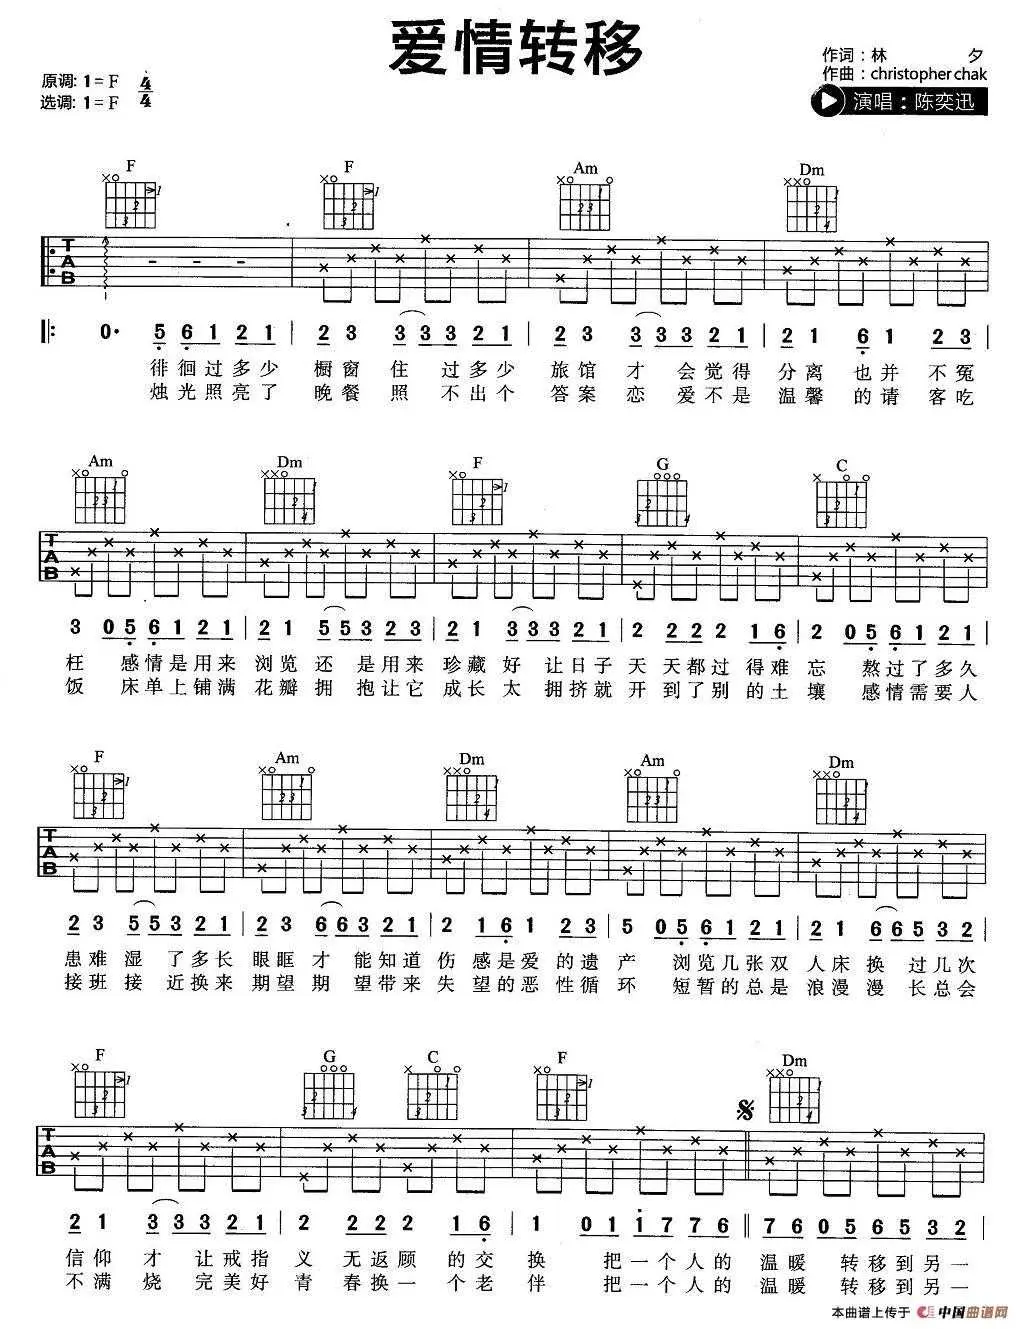 爱情转移
原调: 1=F 4/4
选调: 1=F 4/4
作词：林 夕
作曲：christopher chak
演唱：陈奕迅
F F Am Dm
TAB
0· 5 6 1 2 1 | 2 3 3 3 3 2 1 | 2 3 3 3 3 2 1 | 2 1 6 1 2 3
徘徊过多少 橱窗 住 过多少 旅馆 才 会觉得 分离 也并 不冤
烛光照亮了 晚餐 照 不出个 答案 恋 爱不是 温馨 的请 客吃
Am Dm F G C
TAB
3 0 5 6 1 2 1 | 2 1 5 5 3 2 1 | 2 1 3 3 3 2 1 | 2 2 2 2 1 6 | 2 0 5 6 1 2 1
枉 感情是用来 浏览 还 是用来 珍藏 好 让日子 天 天都过得难 忘 熬过了多久
饭 床单上铺满 花瓣 拥 抱让它 成长 太 拥挤就 开 到了别的土 壤 感情需要人
F Am Dm Am Dm
TAB
2 3 5 5 3 2 1 | 2 3 6 6 3 2 1 | 2 1 6 1 2 3 | 5 0 5 6 1 2 1 | 2 1 6 6 5 3 2
患难 湿 了多长 眼眶 才 能知道 伤感是爱的遗 产 浏览几张双 人床 换 过几次
接班 接 近换来 期望 期 望带来 失望的恶性循 环 短暂的总是 浪漫 漫 长总会
F G C F Dm
TAB
2 1 3 3 3 2 1 | 2 2 2 2 1 6 | 1 0 1 1 7 7 6 || 7 6 0 5 6 5 3 2
信仰 才 让戒指 义 无返顾 的交 换 把一个人的 温暖 转移到另一
不满 烧 完美好 青 春换一 个老 伴 把一个人的 温暖 转移到另一
本曲谱上传于 中国曲谱网